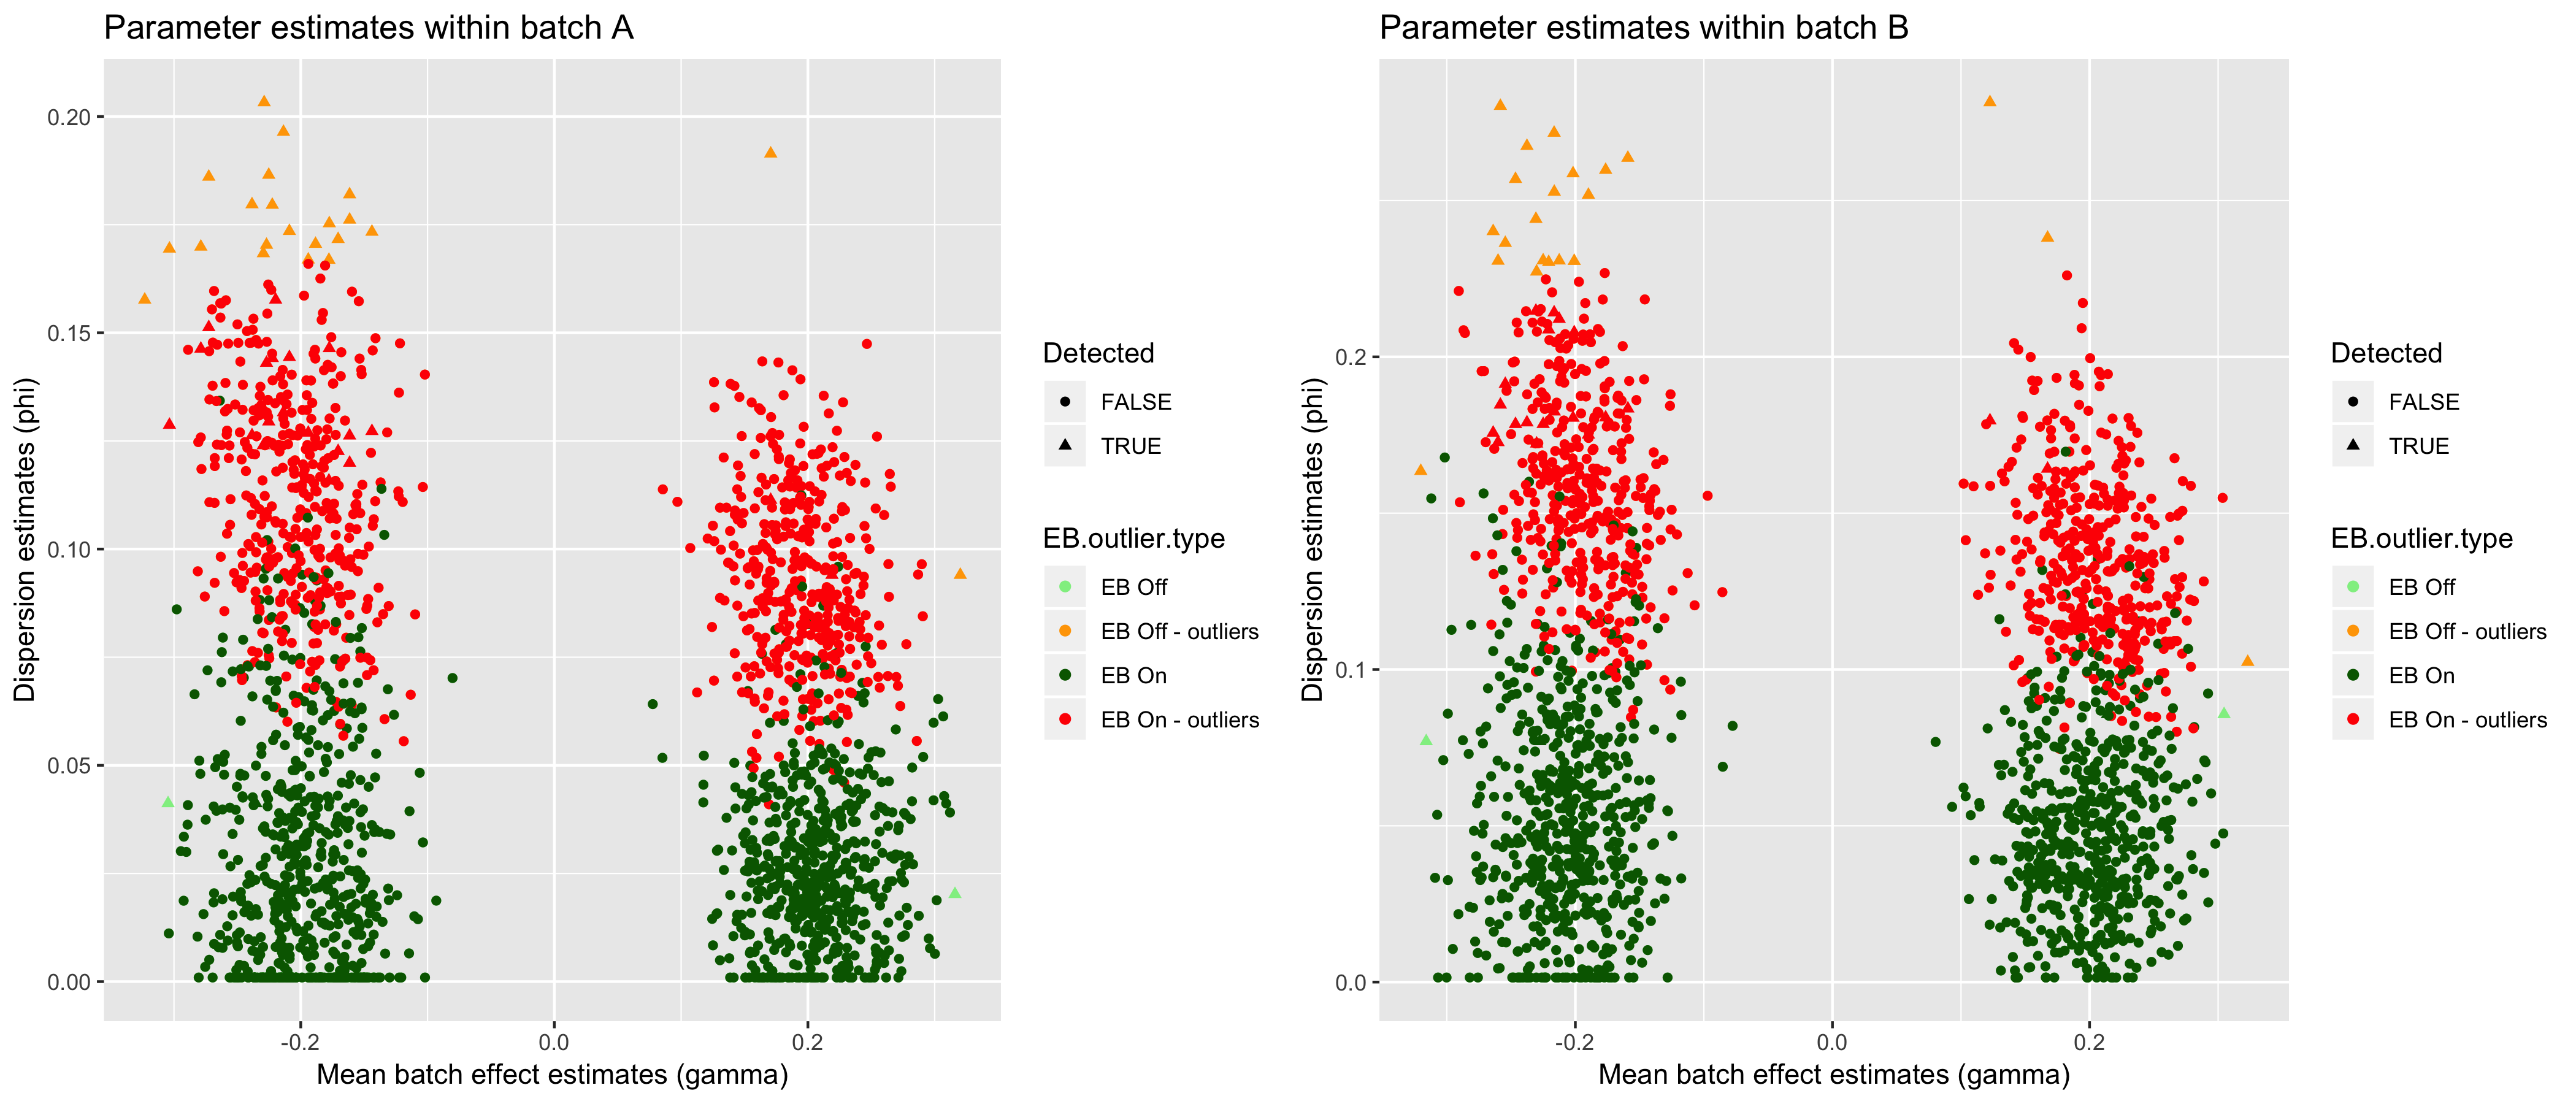 Parameter estimates within batch A
Dispersion estimates (phi)
0.20
0.15
0.10
0.05
0.00
-0.2
0.0
0.2
Mean batch effect estimates (gamma)
Detected
FALSE
TRUE
EB.outlier.type
EB Off
EB Off - outliers
EB On
EB On - outliers
Parameter estimates within batch B
Dispersion estimates (phi)
0.2
0.1
0.0
-0.2
0.0
0.2
Mean batch effect estimates (gamma)
Detected
FALSE
TRUE
EB.outlier.type
EB Off
EB Off - outliers
EB On
EB On - outliers